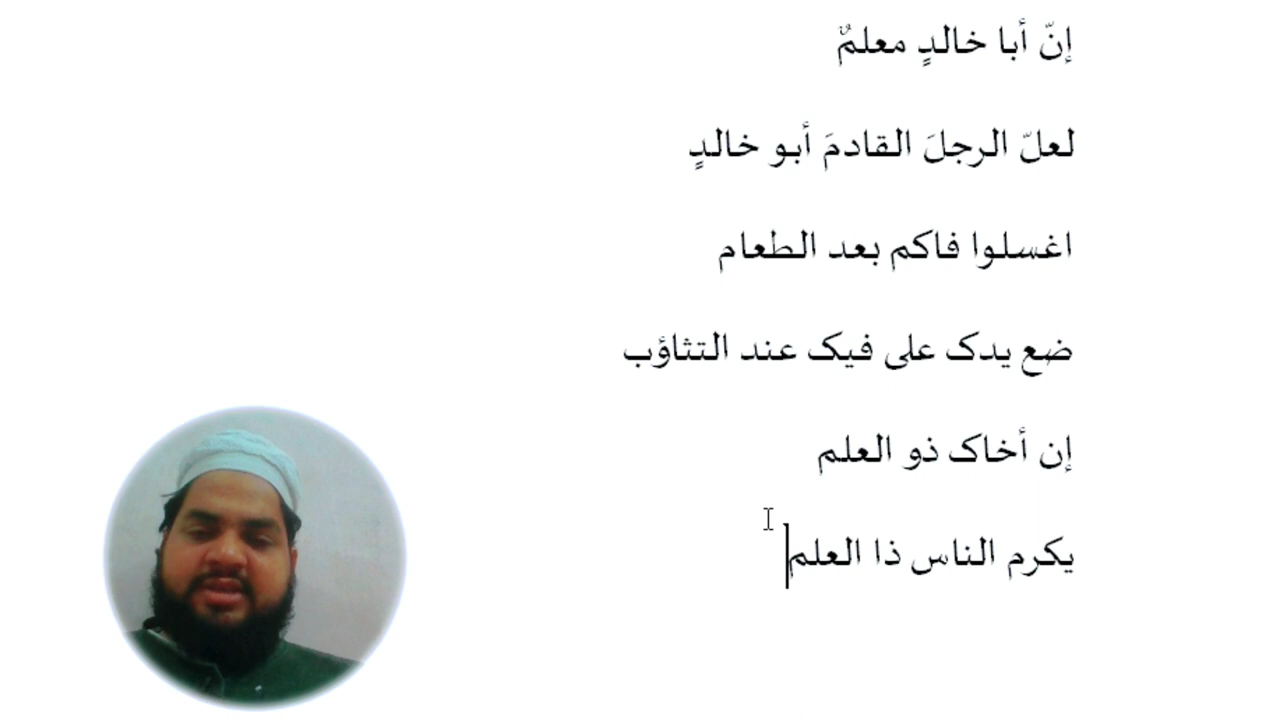 إنّ أبا خالدٍ معلمٌ
لعلّ الرجلَ القادمَ أبو خالدٍ
اغسلوا فاكم بعد الطعام
ضع يدک على فيک عند التثاؤب
إن أخاک ذو العلم
يكرم الناس ذا العلم